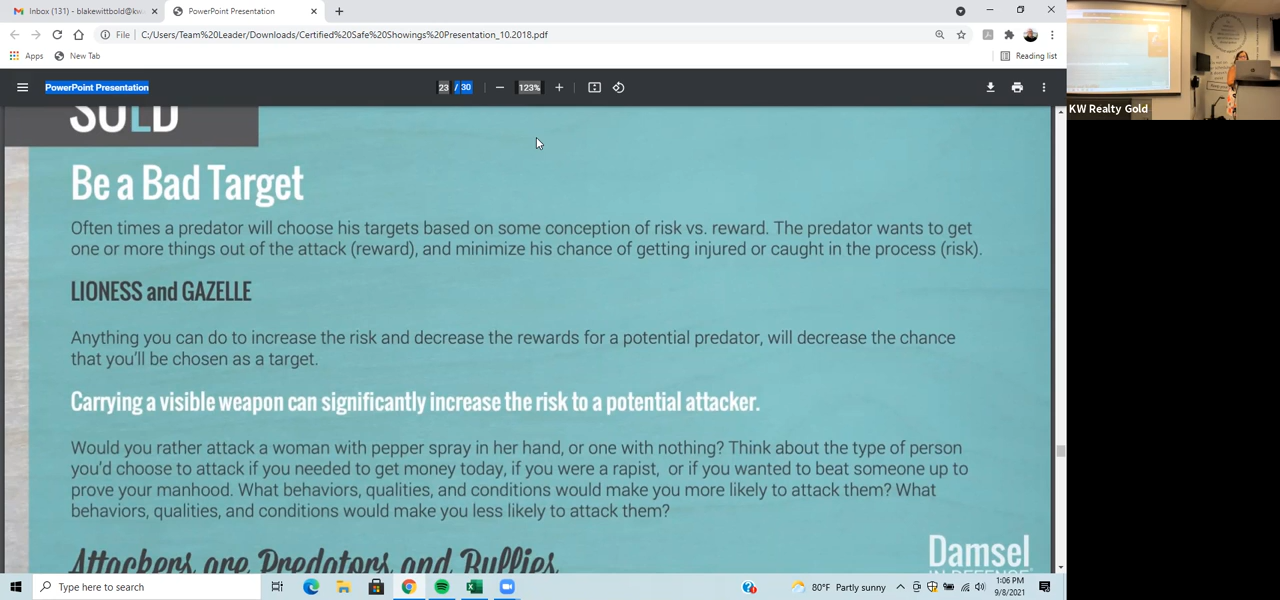 Inbox (131) - blakewittbold@kw
PowerPoint Presentation
File
C:/Users/Team%20Leader/Downloads/Certified%20Safe%20Showings%20Presentation_10.2018.pdf
Apps
New Tab
Reading list
PowerPoint Presentation
23 / 30
123%
KW Realty Gold
SOLD
Be a Bad Target
Often times a predator will choose his targets based on some conception of risk vs. reward. The predator wants to get
one or more things out of the attack (reward), and minimize his chance of getting injured or caught in the process (risk).
LIONESS and GAZELLE
Anything you can do to increase the risk and decrease the rewards for a potential predator, will decrease the chance
that you'll be chosen as a target.
Carrying a visible weapon can significantly increase the risk to a potential attacker.
Would you rather attack a woman with pepper spray in her hand, or one with nothing? Think about the type of person
you'd choose to attack if you needed to get money today, if you were a rapist, or if you wanted to beat someone up to
prove your manhood. What behaviors, qualities, and conditions would make you more likely to attack them? What
behaviors, qualities, and conditions would make you less likely to attack them?
Attackers are Predators and Bullies
Damsel
IN DEFENSE
Type here to search
80°F Partly sunny
1:06 PM
9/8/2021